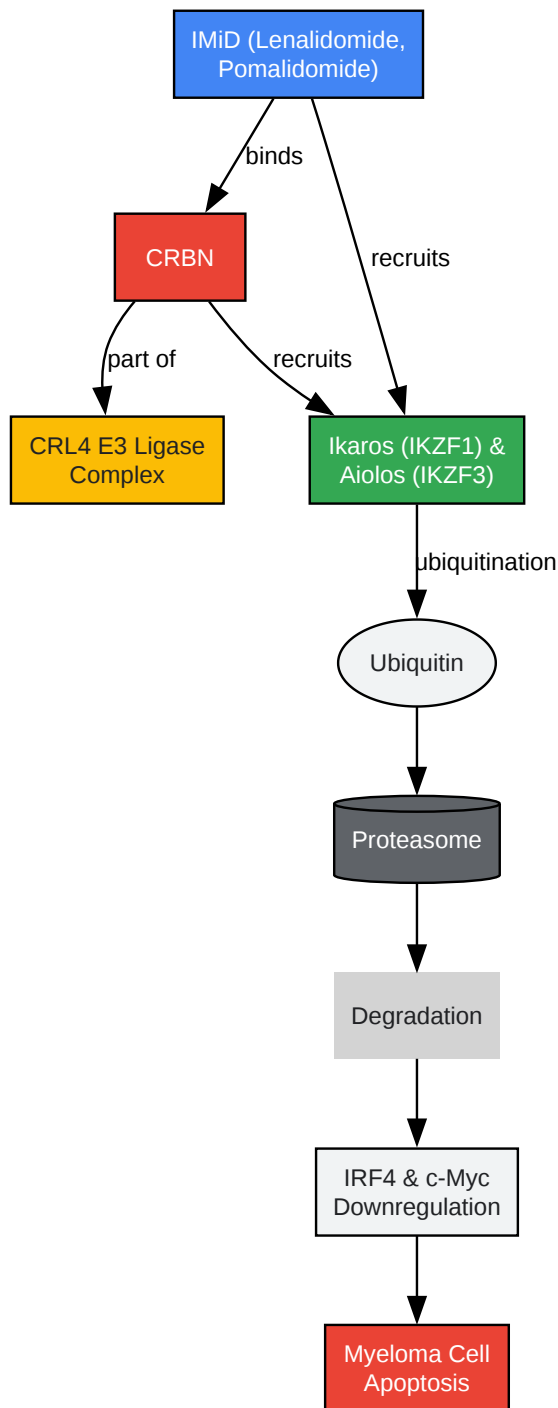 IMiD (Lenalidomide,
Pomalidomide)
binds
CRBN
recruits
part of
recruits
CRL4 E3 Ligase
Complex
Ikaros (IKZF1) &
Aiolos (IKZF3)
ubiquitination
Ubiquitin
Proteasome
Degradation
IRF4 & c-Myc
Downregulation
Myeloma Cell
Apoptosis